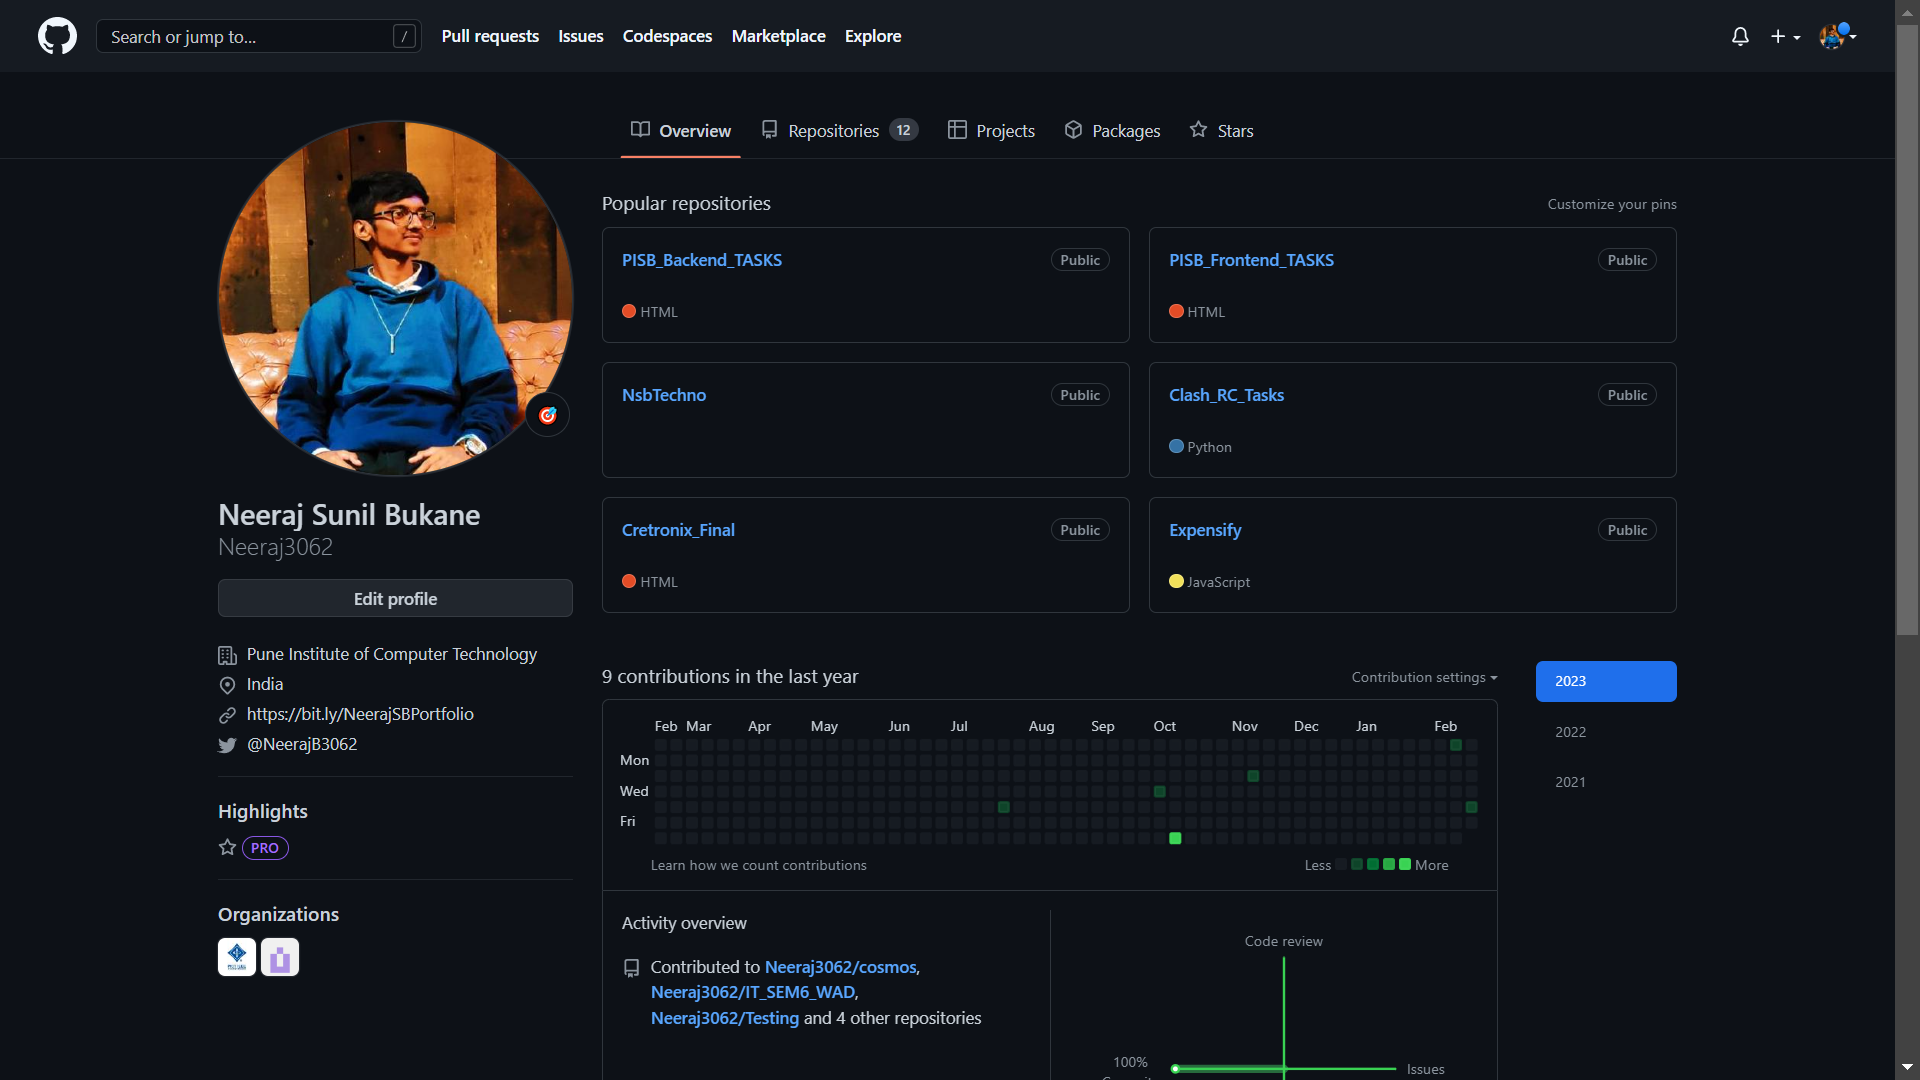 Search or jump to... /
Pull requests
Issues
Codespaces
Marketplace
Explore
Overview
Repositories 12
Projects
Packages
Stars
Neeraj Sunil Bukane
Neeraj3062
Edit profile
Pune Institute of Computer Technology
India
https://bit.ly/NeerajSBPortfolio
@NeerajB3062
Highlights
PRO
Organizations
Popular repositories
Customize your pins
PISB_Backend_TASKS Public
HTML
PISB_Frontend_TASKS Public
HTML
NsbTechno Public
Clash_RC_Tasks Public
Python
Cretronix_Final Public
HTML
Expensify Public
JavaScript
9 contributions in the last year
Contribution settings
2023
2022
2021
Feb Mar Apr May Jun Jul Aug Sep Oct Nov Dec Jan Feb
Mon
Wed
Fri
Learn how we count contributions
Less More
Activity overview
Contributed to Neeraj3062/cosmos,
Neeraj3062/IT_SEM6_WAD,
Neeraj3062/Testing and 4 other repositories
Code review
100%
Issues